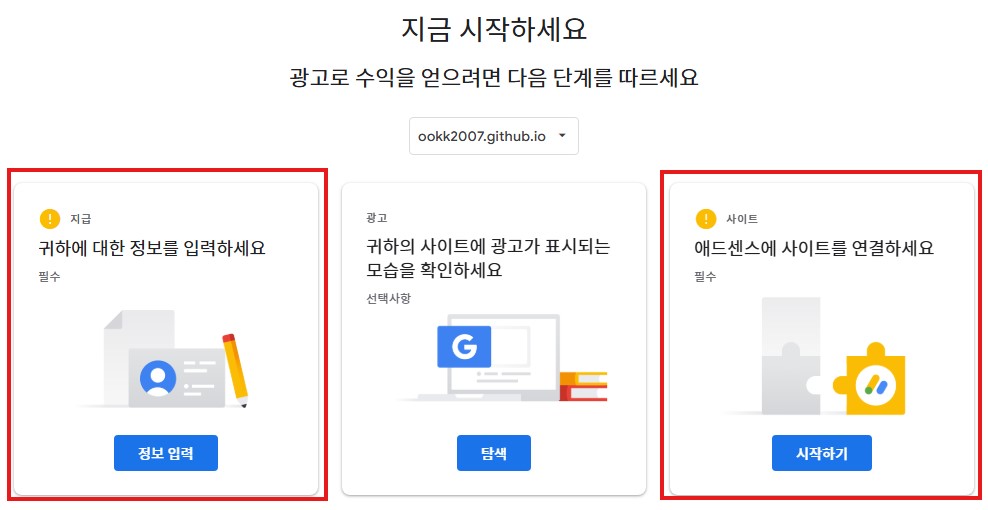 지금 시작하세요
광고로 수익을 얻으려면 다음 단계를 따르세요
ookk2007.github.io
지급
귀하에 대한 정보를 입력하세요
필수
정보 입력
광고
귀하의 사이트에 광고가 표시되는
모습을 확인하세요
선택사항
G
탐색
사이트
애드센스에 사이트를 연결하세요
필수
시작하기